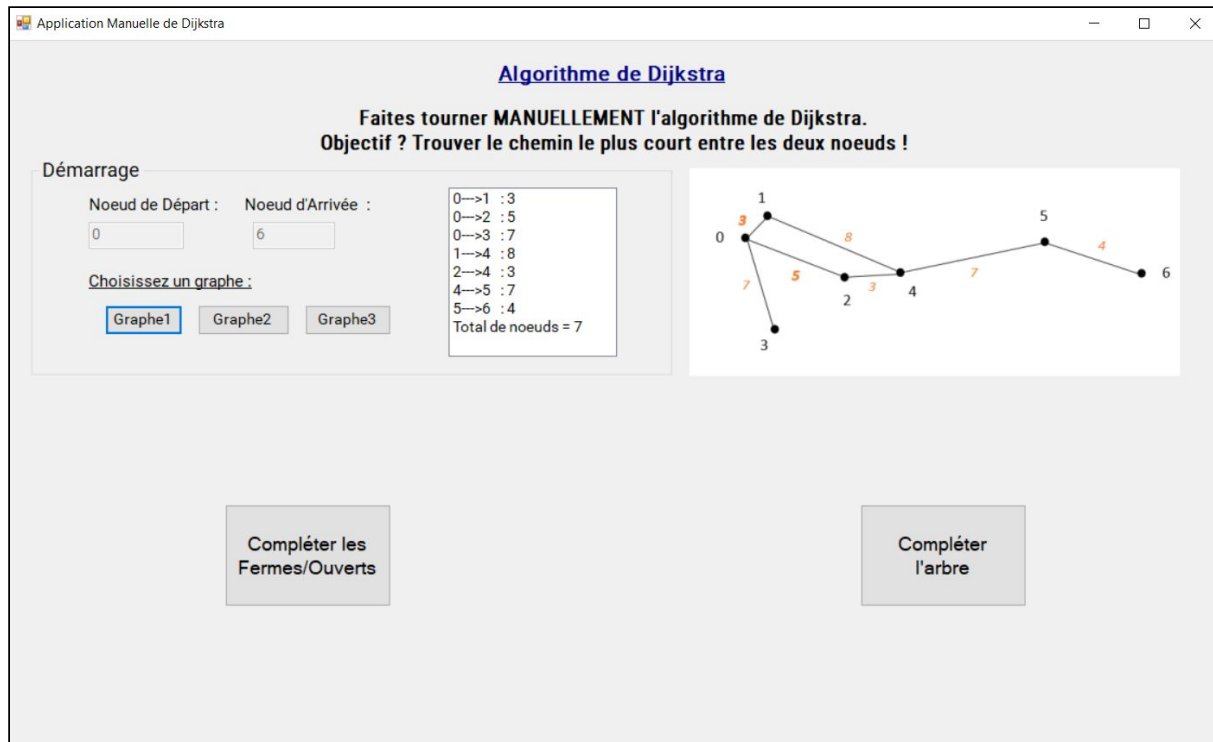 Application Manuelle de Dijkstra
Algorithme de Dijkstra
Faites tourner MANUELLEMENT l'algorithme de Dijkstra.
Objectif ? Trouver le chemin le plus court entre les deux noeuds !
Démarrage
Noeud de Départ : Noeud d'Arrivée :
0 6
Choisissez un graphe :
Graphe1 Graphe2 Graphe3
0--->1 : 3
0--->2 : 5
0--->3 : 7
1--->4 : 8
2--->4 : 3
4--->5 : 7
5--->6 : 4
Total de noeuds = 7
1
3
0
8
5
4
7
5
7
3
2
4
6
3
Compléter les
Fermes/Ouverts
Compléter
l'arbre